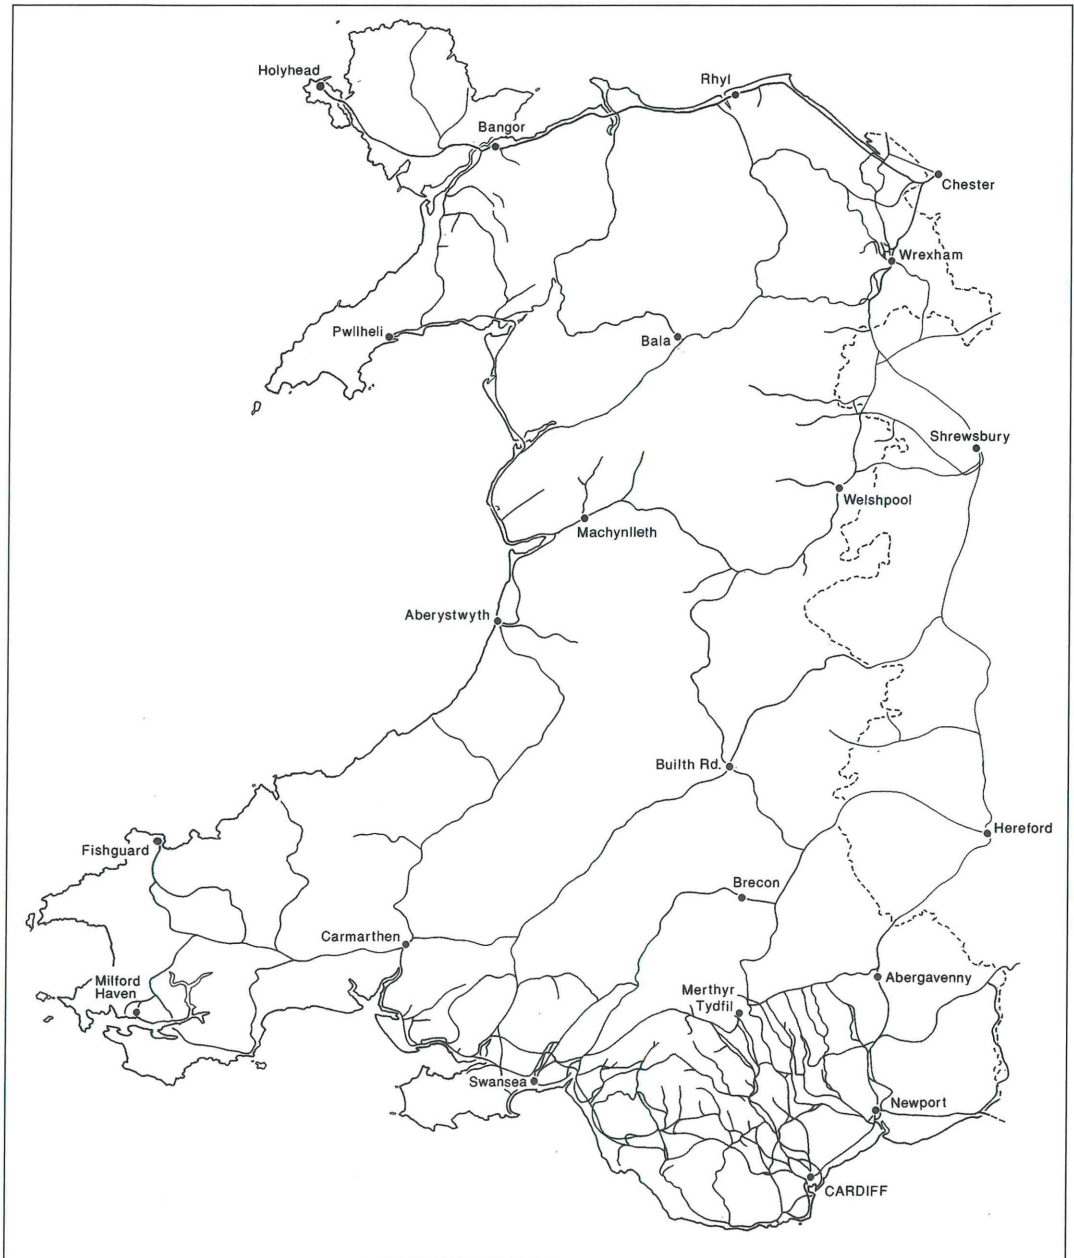 Holyhead
Rhyl
Bangor
Chester
Wrexham
Pwllheli
Bala
Shrewsbury
Welshpool
Machynlleth
Aberystwyth
Builth Rd.
Hereford
Fishguard
Brecon
Carmarthen
Abergavenny
Milford
Haven
Merthyr
Tydfil
Swansea
Newport
CARDIFF